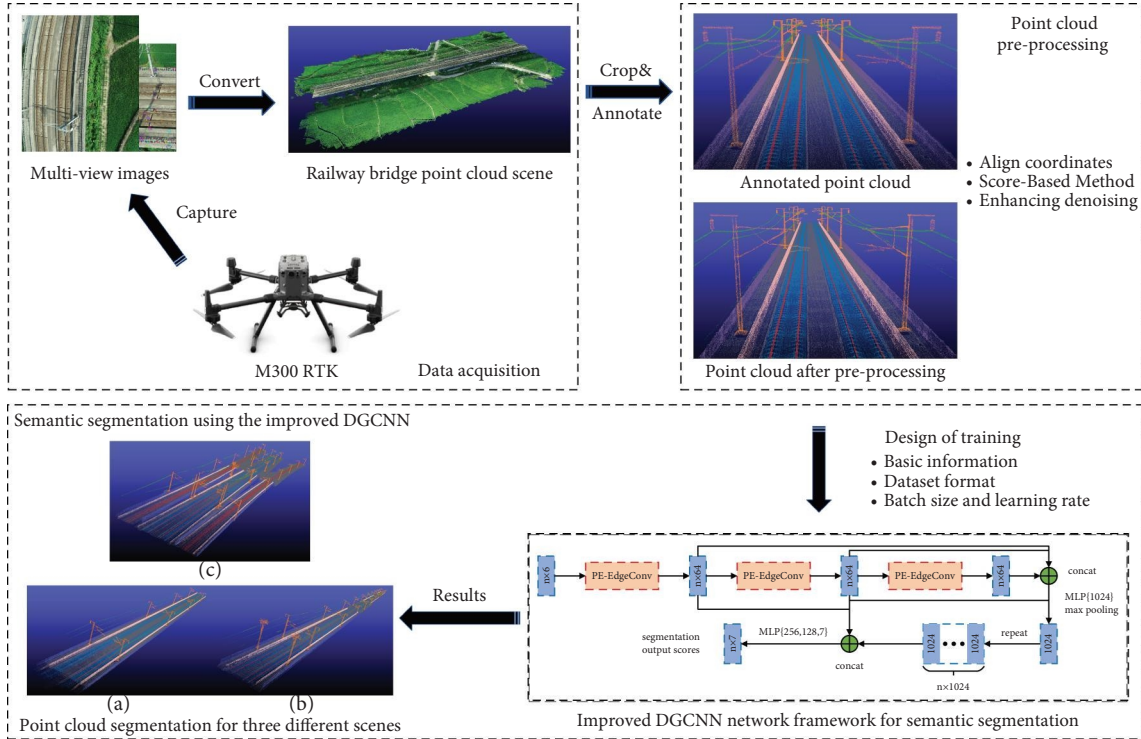 Multi-view images
Convert
Railway bridge point cloud scene
Capture
M300 RTK
Data acquisition
Crop&
Annotate
Point cloud
pre-processing
Annotated point cloud
• Align coordinates
• Score-Based Method
• Enhancing denoising
Point cloud after pre-processing
Semantic segmentation using the improved DGCNN
(c)
(a)
(b)
Point cloud segmentation for three different scenes
Results
Design of training
• Basic information
• Dataset format
• Batch size and learning rate
n×6
PE-EdgeConv
n×64
PE-EdgeConv
n×64
PE-EdgeConv
n×64
concat
MLP{1024}
max pooling
segmentation
output scores
n×7
MLP{256,128,7}
concat
1024
1024
repeat
1024
n×1024
Improved DGCNN network framework for semantic segmentation